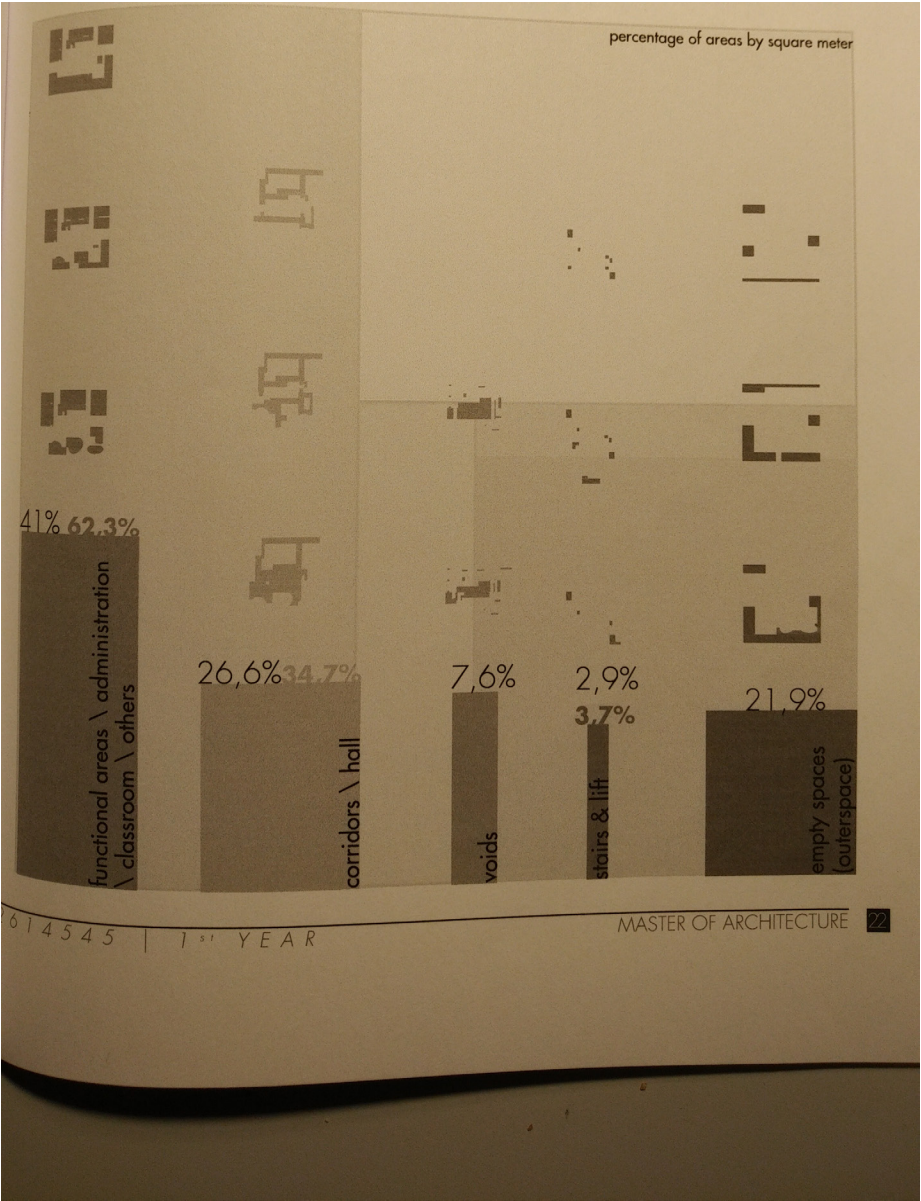 percentage of areas by square meter
41% 62,3%
functional areas \ administration
\ classroom \ others
26,6% 34,7%
corridors \ hall
7,6%
voids
2,9%
3,7%
stairs & lift
21,9%
empty spaces
(outerspace)
614545 | 1st YEAR
MASTER OF ARCHITECTURE 22